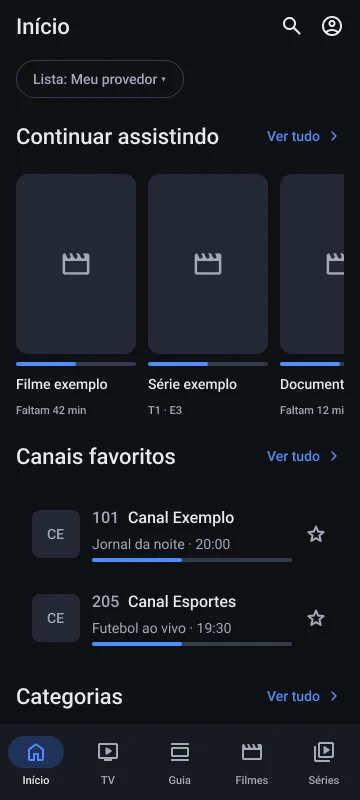 Início
Lista: Meu provedor ▾
Continuar assistindo
Ver tudo
Filme exemplo
Série exemplo
Document
Faltam 42 min
T1 · E3
Faltam 12 mi
Canais favoritos
Ver tudo
CE
101 Canal Exemplo
Jornal da noite · 20:00
CE
205 Canal Esportes
Futebol ao vivo · 19:30
Categorias
Ver tudo
Início
TV
Guia
Filmes
Séries